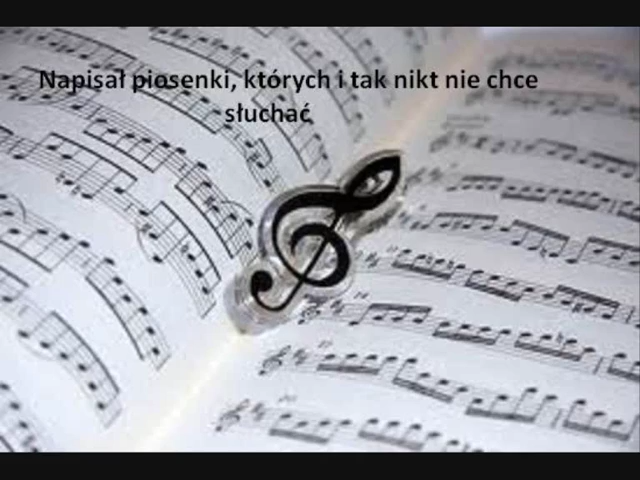 Napisał piosenki, których i tak nikt nie chce
słuchać